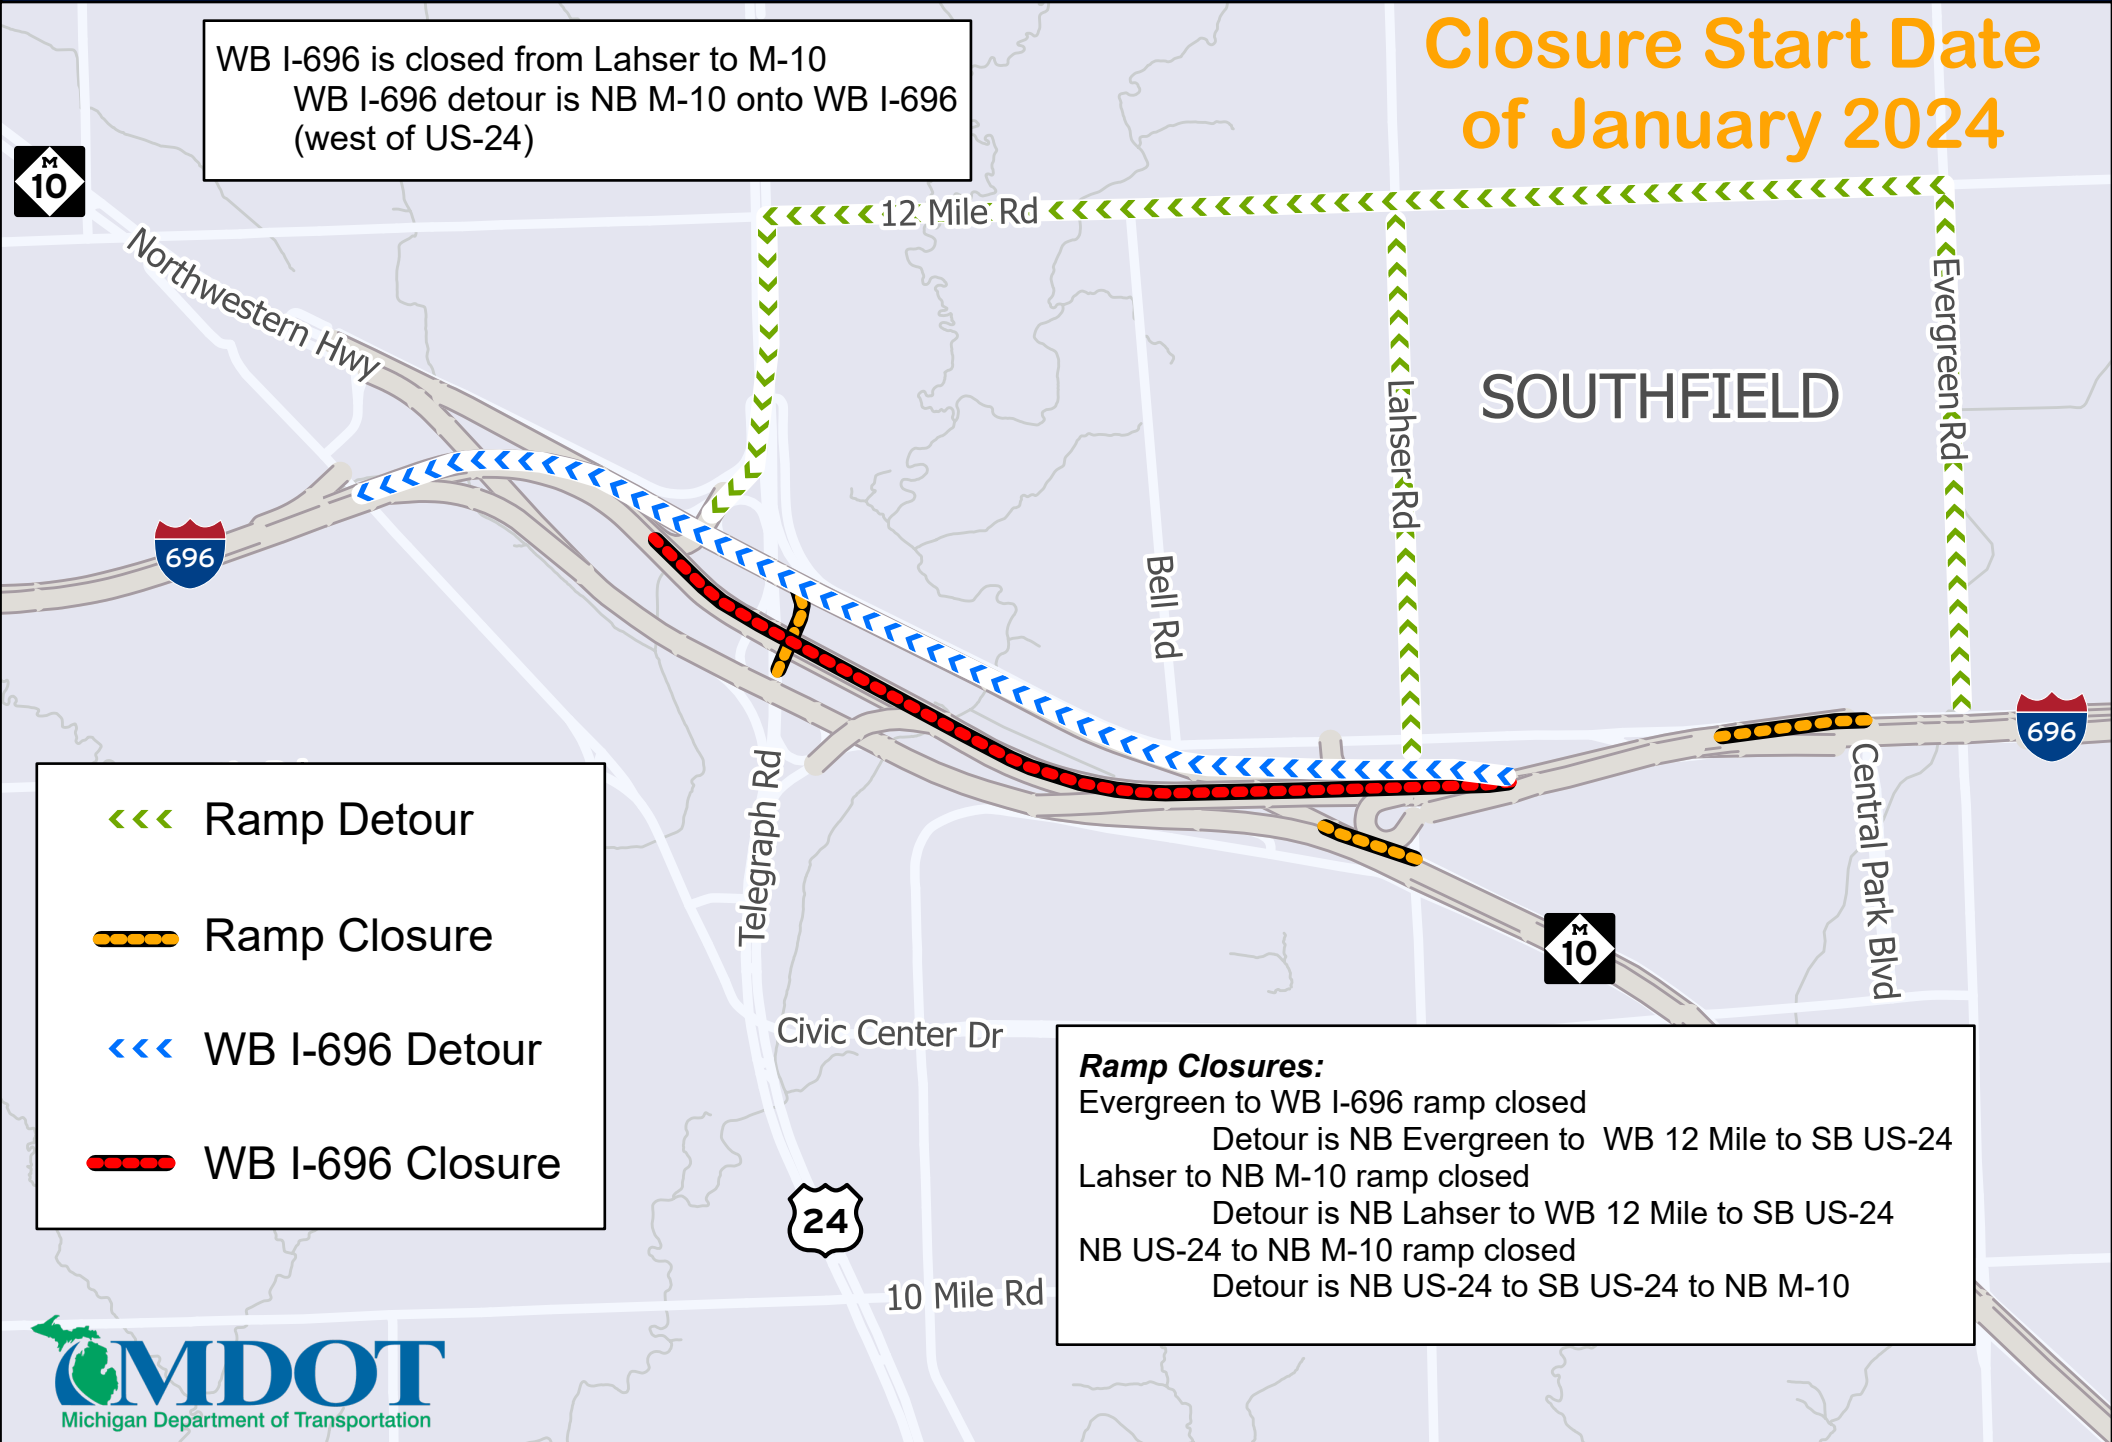 WB I-696 is closed from Lahser to M-10
WB I-696 detour is NB M-10 onto WB I-696
(west of US-24)
Closure Start Date
of January 2024
M
10
12 Mile Rd
Northwestern Hwy
Evergreen Rd
SOUTHFIELD
Lahser Rd
696
Bell Rd
696
Central Park Blvd
Telegraph Rd
M
10
Civic Center Dr
Ramp Detour
Ramp Closure
WB I-696 Detour
WB I-696 Closure
Ramp Closures:
Evergreen to WB I-696 ramp closed
Detour is NB Evergreen to  WB 12 Mile to SB US-24
Lahser to NB M-10 ramp closed
Detour is NB Lahser to WB 12 Mile to SB US-24
NB US-24 to NB M-10 ramp closed
Detour is NB US-24 to SB US-24 to NB M-10
24
10 Mile Rd
MDOT
Michigan Department of Transportation